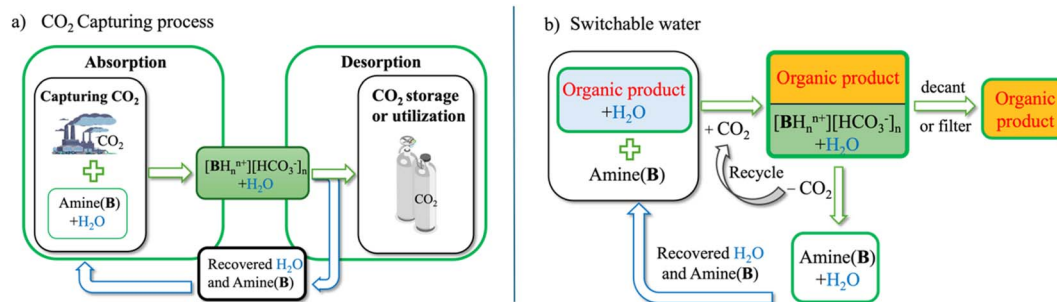 a) CO₂ Capturing process
Absorption
Desorption
Capturing CO₂
CO₂
Amine(B)
+H₂O
[BHₙⁿ⁺][HCO₃⁻]ₙ
+H₂O
CO₂ storage
or utilization
CO₂
Recovered H₂O
and Amine(B)
b) Switchable water
Organic product
+H₂O
Amine(B)
+ CO₂
Organic product
[BHₙⁿ⁺][HCO₃⁻]ₙ
+H₂O
decant
or filter
Organic
product
Recycle
– CO₂
Recovered H₂O
and Amine(B)
Amine(B)
+H₂O